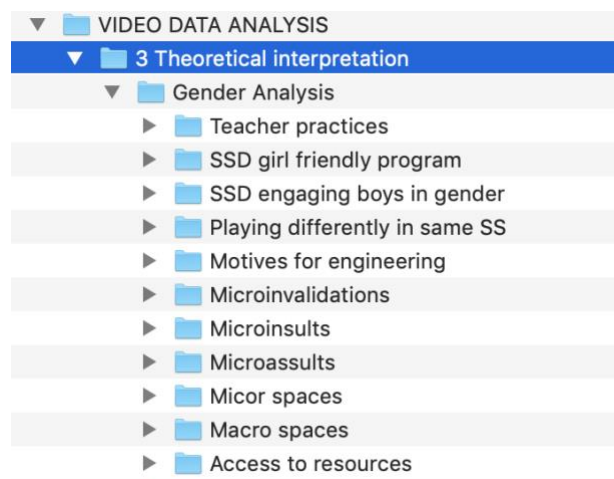 VIDEO DATA ANALYSIS
3 Theoretical interpretation
Gender Analysis
Teacher practices
SSD girl friendly program
SSD engaging boys in gender
Playing differently in same SS
Motives for engineering
Microinvalidations
Microinsults
Microassults
Micor spaces
Macro spaces
Access to resources